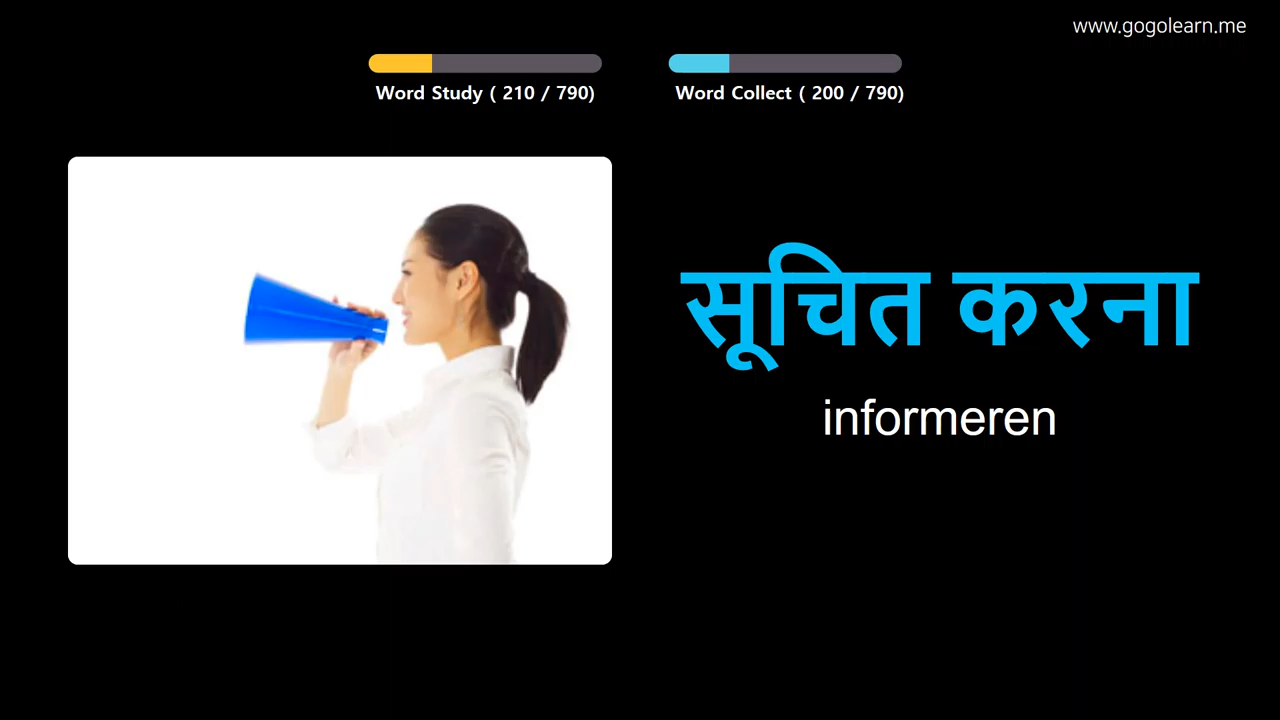 www.gogolearn.me
Word Study ( 210 / 790)
Word Collect ( 200 / 790)
सूचित करना
informeren